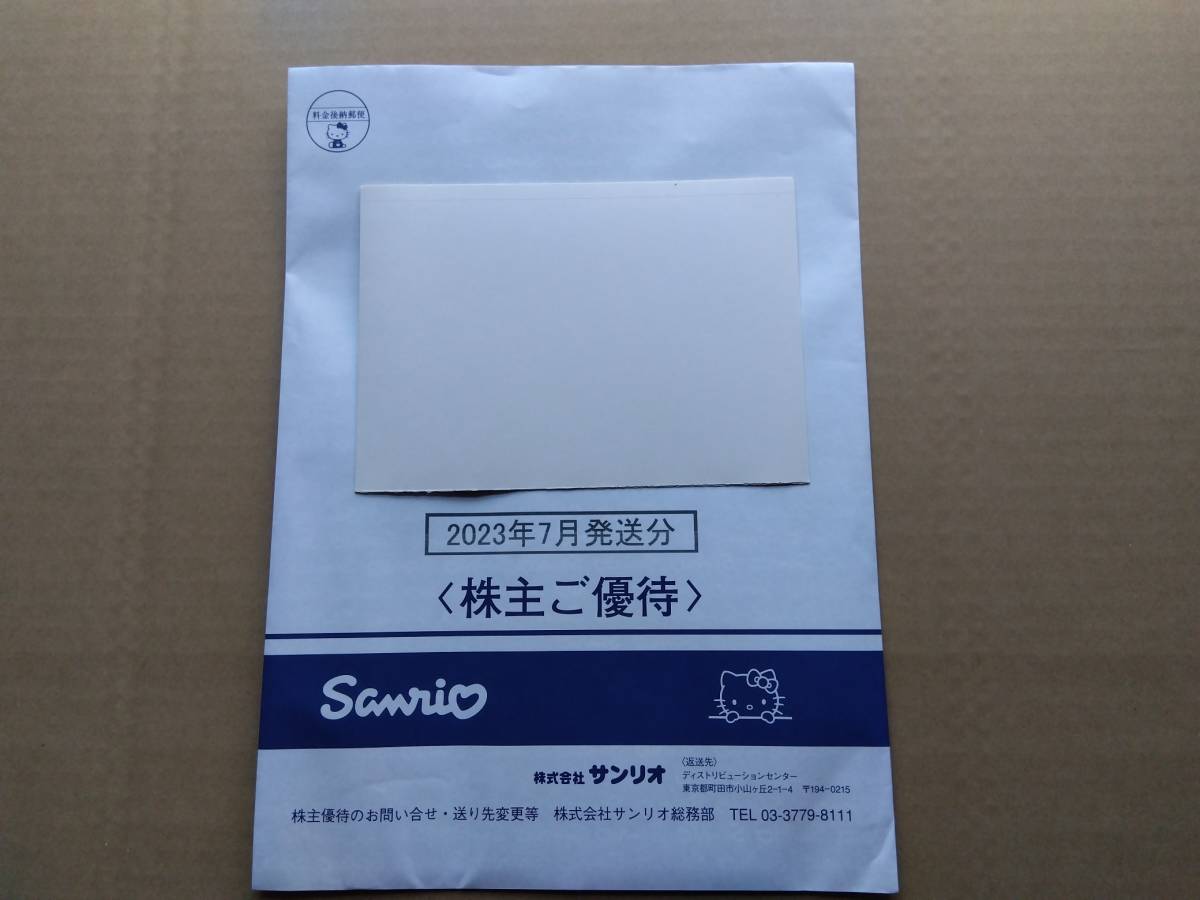 料金後納郵便
2023年7月発送分
〈株主ご優待〉
Sanrio
株式会社 サンリオ
〈返送先〉
ディストリビューションセンター
東京都町田市小山ヶ丘2-1-4 〒194-0215
株主優待のお問い合せ・送り先変更等 株式会社サンリオ総務部 TEL 03-3779-8111